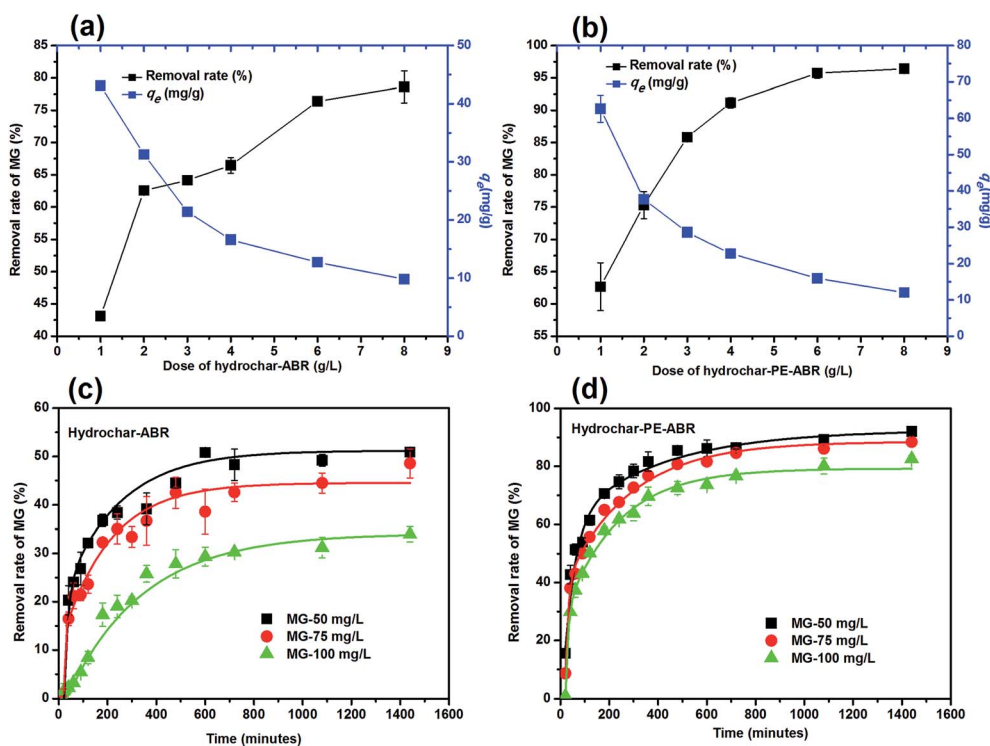 (a)
85
80
75
70
65
60
55
50
45
40
Removal rate of MG (%)
Removal rate (%)
qe (mg/g)
50
40
30
20
10
0
qe(mg/g)
0 1 2 3 4 5 6 7 8 9
Dose of hydrochar-ABR (g/L)
(b)
100
95
90
85
80
75
70
65
60
55
Removal rate of MG (%)
Removal rate (%)
qe (mg/g)
80
70
60
50
40
30
20
10
0
qe(mg/g)
0 1 2 3 4 5 6 7 8 9
Dose of hydrochar-PE-ABR (g/L)
(c)
60
50
40
30
20
10
0
Removal rate of MG (%)
Hydrochar-ABR
MG-50 mg/L
MG-75 mg/L
MG-100 mg/L
0 200 400 600 800 1000 1200 1400 1600
Time (minutes)
(d)
100
80
60
40
20
0
Removal rate of MG (%)
Hydrochar-PE-ABR
MG-50 mg/L
MG-75 mg/L
MG-100 mg/L
0 200 400 600 800 1000 1200 1400 1600
Time (minutes)